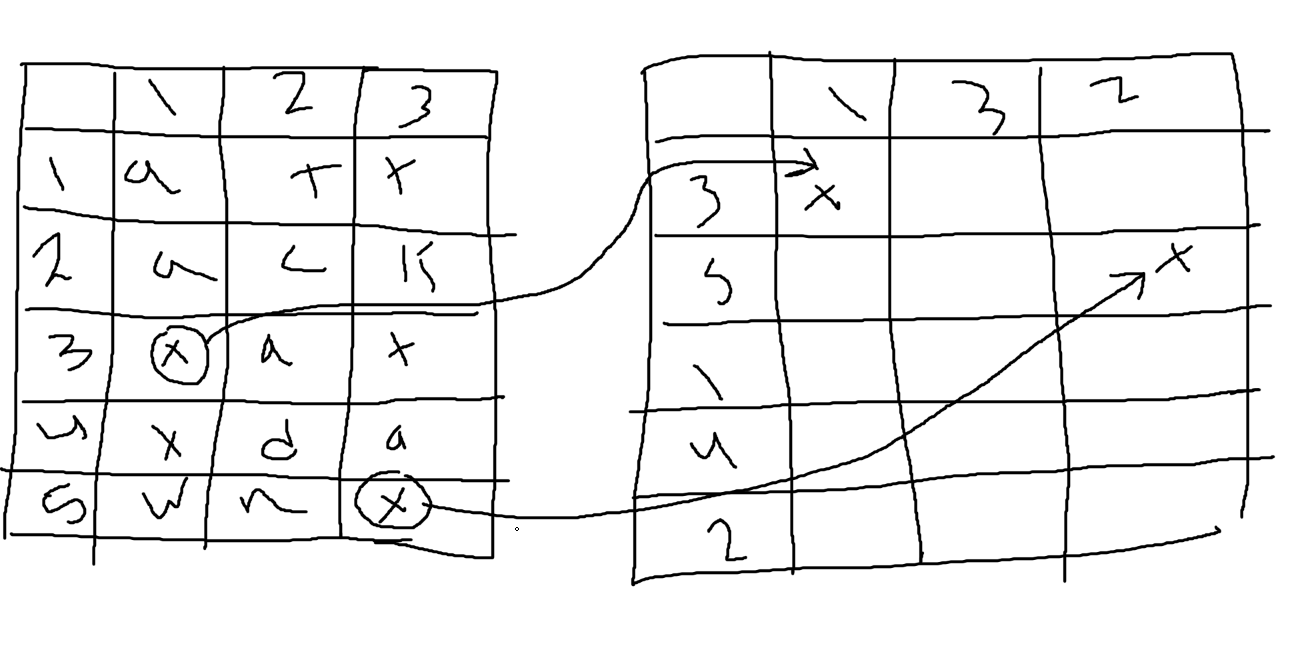 1 2 3 1 3 2
1 a r x
3 x
2 a c K
5 x
3 x a x
1
4 x d a
4
5 w n x
2